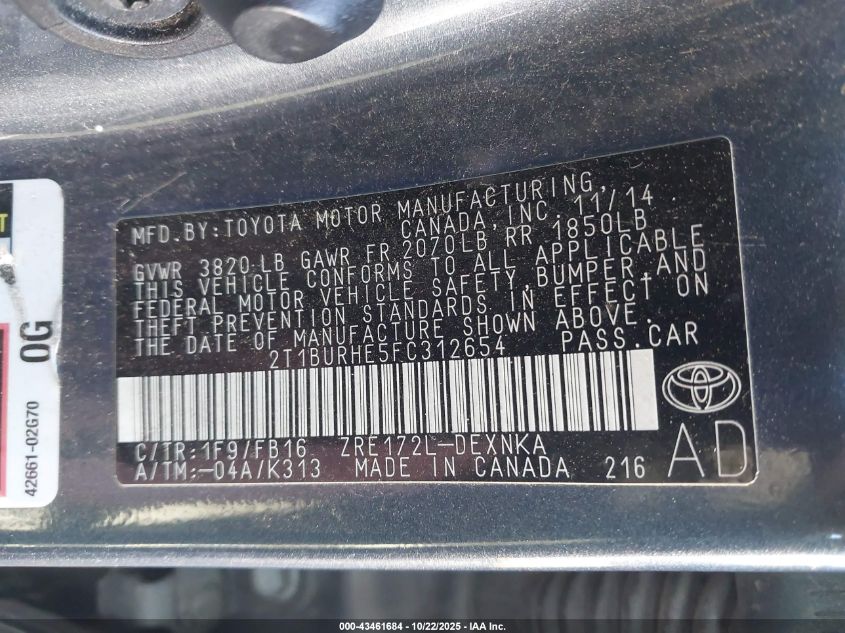 MFD.BY:TOYOTA MOTOR MANUFACTURING,
CANADA, INC. 11/14
GVWR 3820 LB GAWR FR 2070LB RR 1850LB
THIS VEHICLE CONFORMS TO ALL APPLICABLE
FEDERAL MOTOR VEHICLE SAFETY,BUMPER,AND
THEFT PREVENTION STANDARDS IN EFFECT ON
THE DATE OF MANUFACTURE SHOWN ABOVE.
2T1BURHE5FC312654 PASS.CAR
C/TR:1F9/FB16 ZRE172L-DEXNKA
A/TM:-04A/K313 MADE IN CANADA 216
AD
0G
42661-02G70
000-43461684 - 10/22/2025 - IAA Inc.